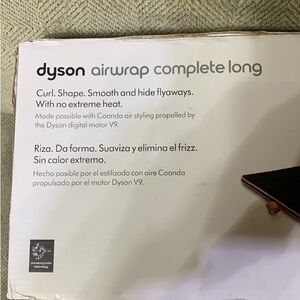 dyson airwrap complete long
Curl. Shape. Smooth and hide flyaways.
With no extreme heat.
Made possible with Coanda air styling propelled by
the Dyson digital motor V9.
Riza. Da forma. Suaviza y elimina el frizz.
Sin calor extremo.
Hecho posible por el estilizado con aire Coanda
propulsado por el motor Dyson V9.